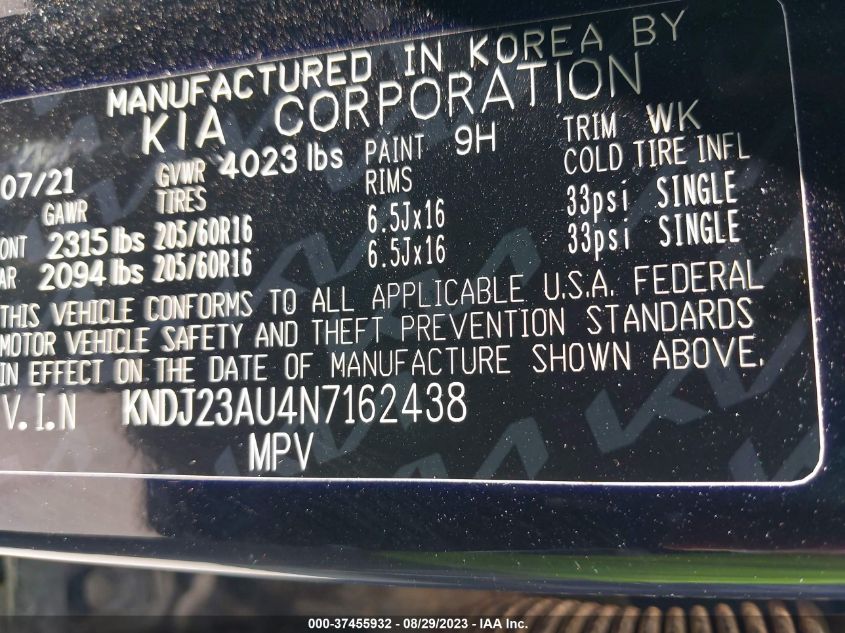 MANUFACTURED IN KOREA BY
KIA CORPORATION
07/21 GVWR 4023 lbs PAINT 9H TRIM WK
GAWR TIRES RIMS COLD TIRE INFL
ONT 2315 lbs 205/60R16 6.5Jx16 33psi SINGLE
AR 2094 lbs 205/60R16 6.5Jx16 33psi SINGLE
THIS VEHICLE CONFORMS TO ALL APPLICABLE U.S.A. FEDERAL
MOTOR VEHICLE SAFETY AND THEFT PREVENTION STANDARDS
IN EFFECT ON THE DATE OF MANUFACTURE SHOWN ABOVE.
V.I.N KNDJ23AU4N7162438
MPV
000-37455932 - 08/29/2023 - IAA Inc.